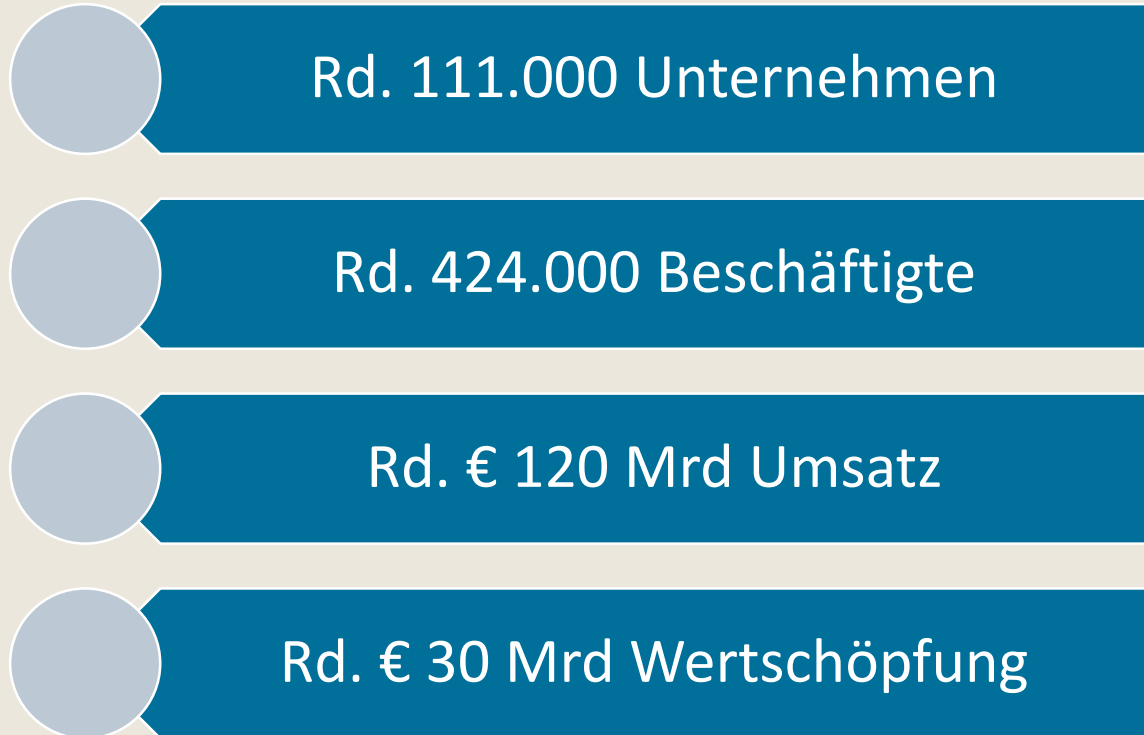 Rd. 111.000 Unternehmen
Rd. 424.000 Beschäftigte
Rd. € 120 Mrd Umsatz
Rd. € 30 Mrd Wertschöpfung